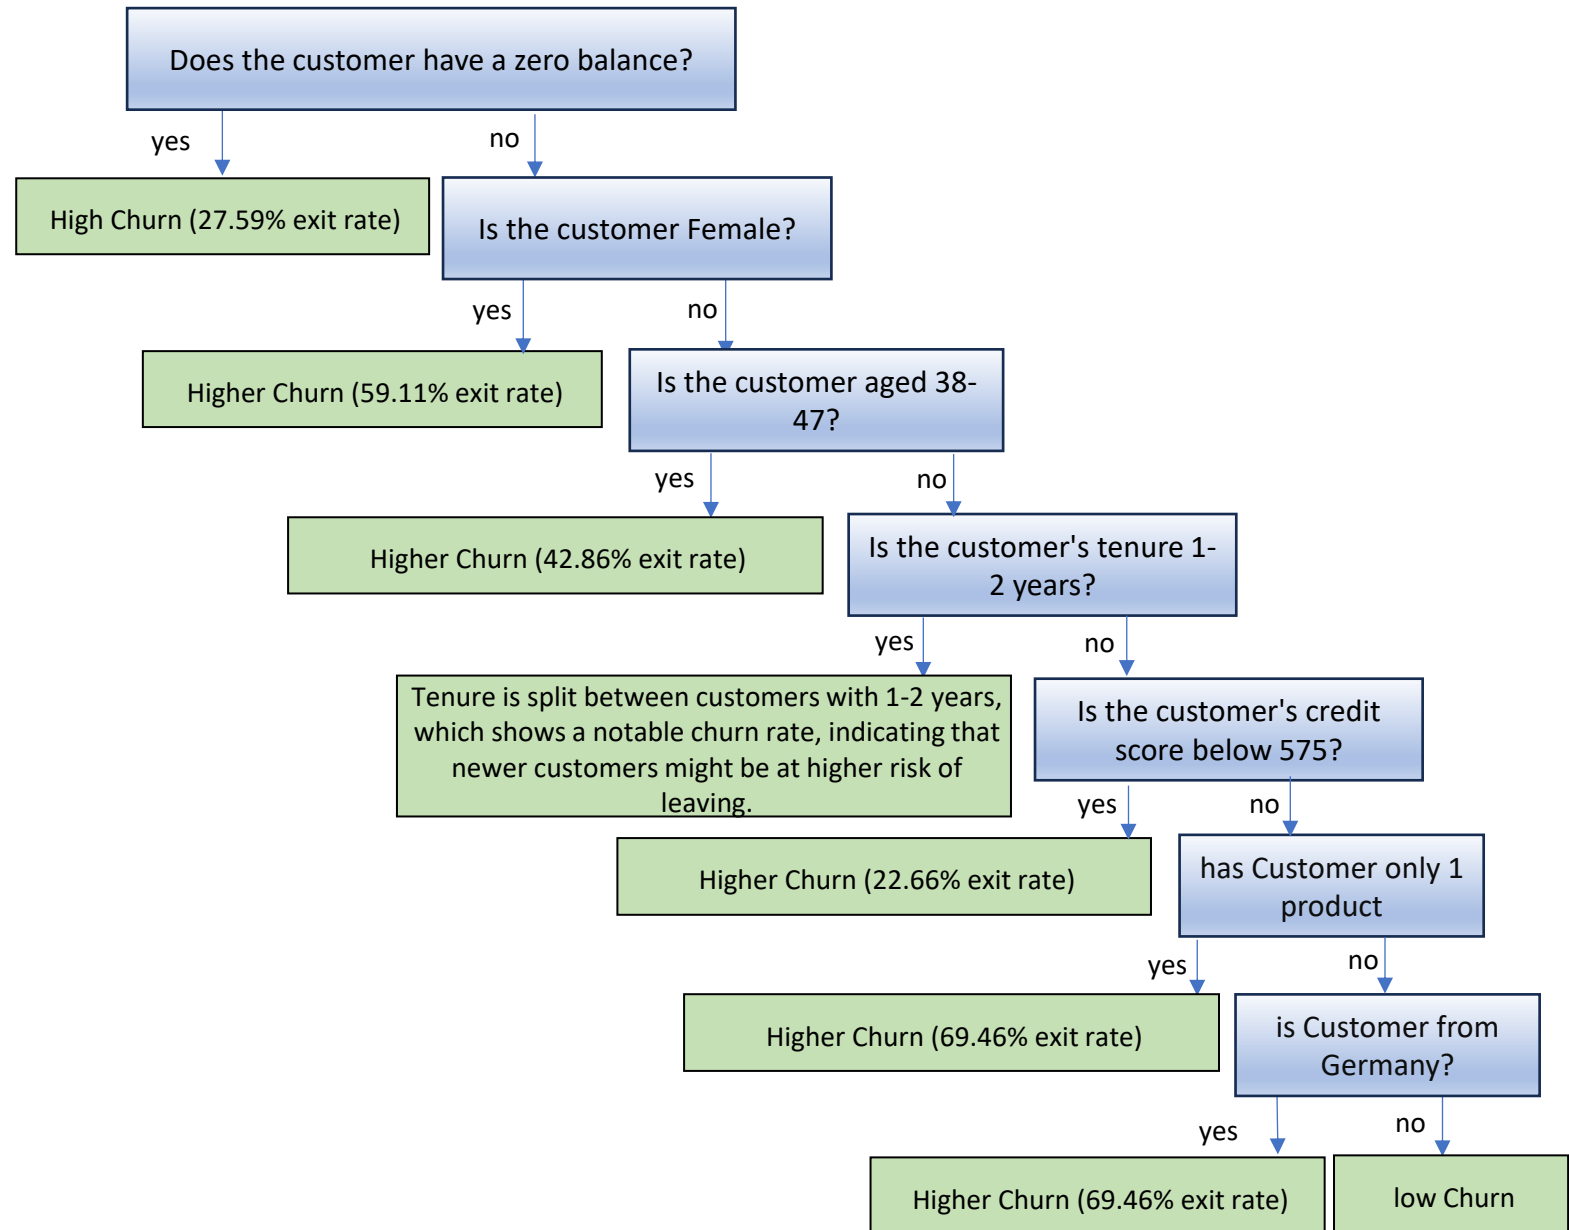 Does the customer have a zero balance?
yes
no
High Churn (27.59% exit rate)
Is the customer Female?
yes
no
Higher Churn (59.11% exit rate)
Is the customer aged 38-
47?
yes
no
Higher Churn (42.86% exit rate)
Is the customer's tenure 1-
2 years?
yes
no
Tenure is split between customers with 1-2 years,
which shows a notable churn rate, indicating that
newer customers might be at higher risk of
leaving.
Is the customer's credit
score below 575?
yes
no
Higher Churn (22.66% exit rate)
has Customer only 1
product
yes
no
Higher Churn (69.46% exit rate)
is Customer from
Germany?
yes
no
Higher Churn (69.46% exit rate)
low Churn